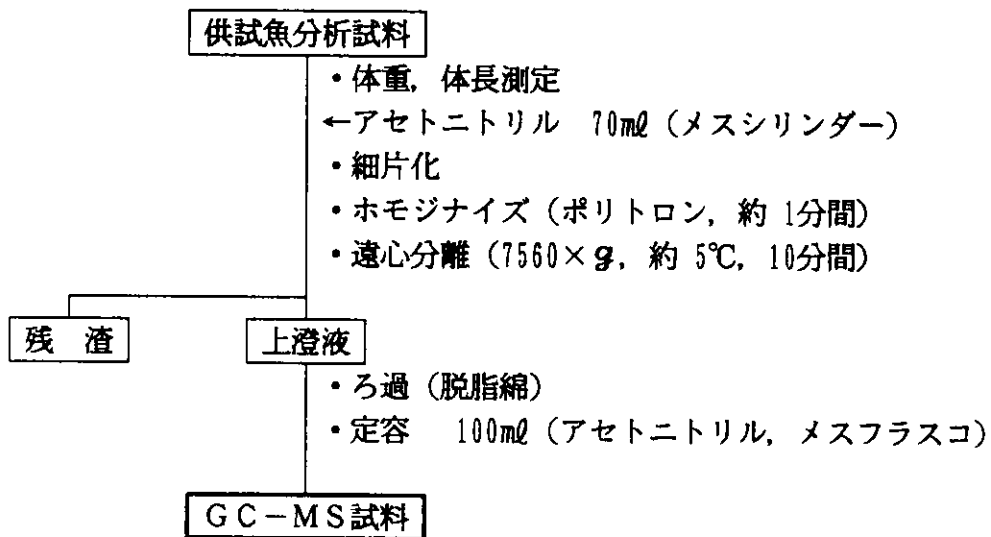 供試魚分析試料
・体重，体長測定
←アセトニトリル　70mℓ（メスシリンダー）
・細片化
・ホモジナイズ（ポリトロン，約 1分間）
・遠心分離（7560×g，約 5℃，10分間）
残　渣
上澄液
・ろ過（脱脂綿）
・定容　100mℓ（アセトニトリル，メスフラスコ）
ＧＣ－ＭＳ試料